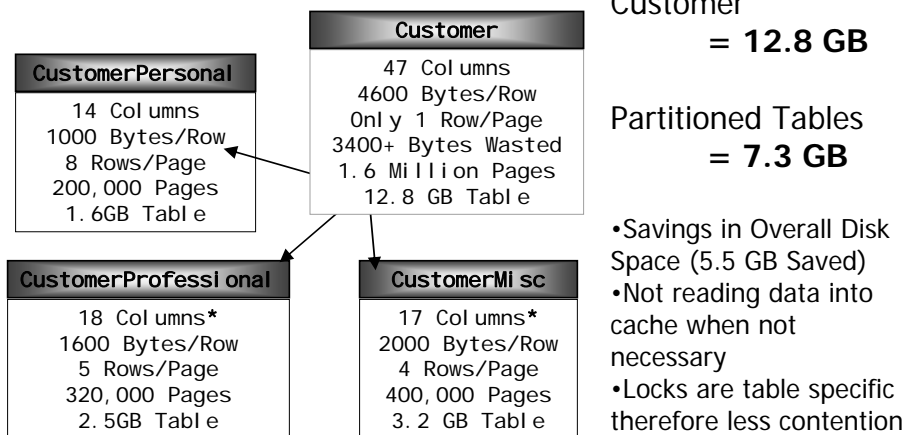 Customer
47 Columns
4600 Bytes/Row
Only 1 Row/Page
3400+ Bytes Wasted
1.6 Million Pages
12.8 GB Table
CustomerPersonal
14 Columns
1000 Bytes/Row
8 Rows/Page
200,000 Pages
1.6GB Table
CustomerProfessional
18 Columns*
1600 Bytes/Row
5 Rows/Page
320,000 Pages
2.5GB Table
CustomerMisc
17 Columns*
2000 Bytes/Row
4 Rows/Page
400,000 Pages
3.2 GB Table
Customer
= 12.8 GB
Partitioned Tables
= 7.3 GB
•Savings in Overall Disk
Space (5.5 GB Saved)
•Not reading data into
cache when not
necessary
•Locks are table specific
therefore less contention